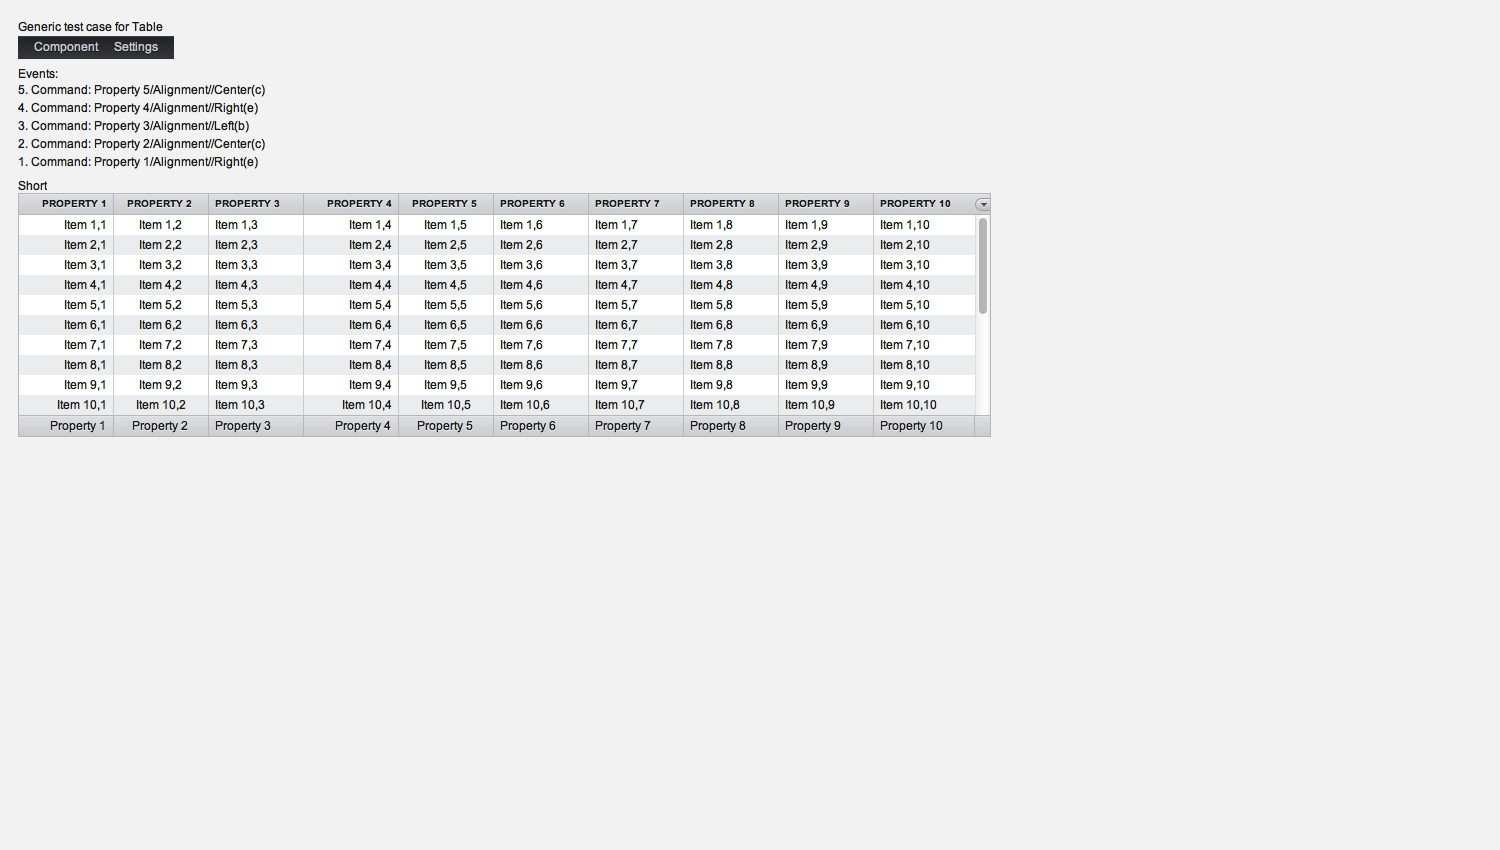 Generic test case for Table
Component Settings
Events:
5. Command: Property 5/Alignment//Center(c)
4. Command: Property 4/Alignment//Right(e)
3. Command: Property 3/Alignment//Left(b)
2. Command: Property 2/Alignment//Center(c)
1. Command: Property 1/Alignment//Right(e)
Short
PROPERTY 1 PROPERTY 2 PROPERTY 3 PROPERTY 4 PROPERTY 5 PROPERTY 6 PROPERTY 7 PROPERTY 8 PROPERTY 9 PROPERTY 10
Item 1,1 Item 1,2 Item 1,3 Item 1,4 Item 1,5 Item 1,6 Item 1,7 Item 1,8 Item 1,9 Item 1,10
Item 2,1 Item 2,2 Item 2,3 Item 2,4 Item 2,5 Item 2,6 Item 2,7 Item 2,8 Item 2,9 Item 2,10
Item 3,1 Item 3,2 Item 3,3 Item 3,4 Item 3,5 Item 3,6 Item 3,7 Item 3,8 Item 3,9 Item 3,10
Item 4,1 Item 4,2 Item 4,3 Item 4,4 Item 4,5 Item 4,6 Item 4,7 Item 4,8 Item 4,9 Item 4,10
Item 5,1 Item 5,2 Item 5,3 Item 5,4 Item 5,5 Item 5,6 Item 5,7 Item 5,8 Item 5,9 Item 5,10
Item 6,1 Item 6,2 Item 6,3 Item 6,4 Item 6,5 Item 6,6 Item 6,7 Item 6,8 Item 6,9 Item 6,10
Item 7,1 Item 7,2 Item 7,3 Item 7,4 Item 7,5 Item 7,6 Item 7,7 Item 7,8 Item 7,9 Item 7,10
Item 8,1 Item 8,2 Item 8,3 Item 8,4 Item 8,5 Item 8,6 Item 8,7 Item 8,8 Item 8,9 Item 8,10
Item 9,1 Item 9,2 Item 9,3 Item 9,4 Item 9,5 Item 9,6 Item 9,7 Item 9,8 Item 9,9 Item 9,10
Item 10,1 Item 10,2 Item 10,3 Item 10,4 Item 10,5 Item 10,6 Item 10,7 Item 10,8 Item 10,9 Item 10,10
Property 1 Property 2 Property 3 Property 4 Property 5 Property 6 Property 7 Property 8 Property 9 Property 10